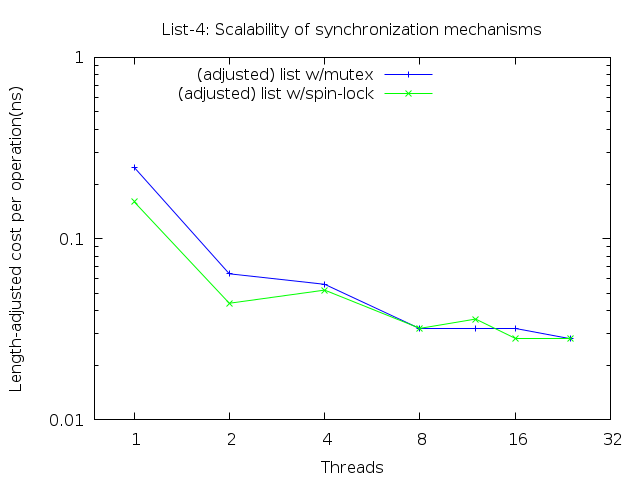 List-4: Scalability of synchronization mechanisms
1
(adjusted) list w/mutex
(adjusted) list w/spin-lock
Length-adjusted cost per operation(ns)
0.1
0.01
1 2 4 8 16 32
Threads